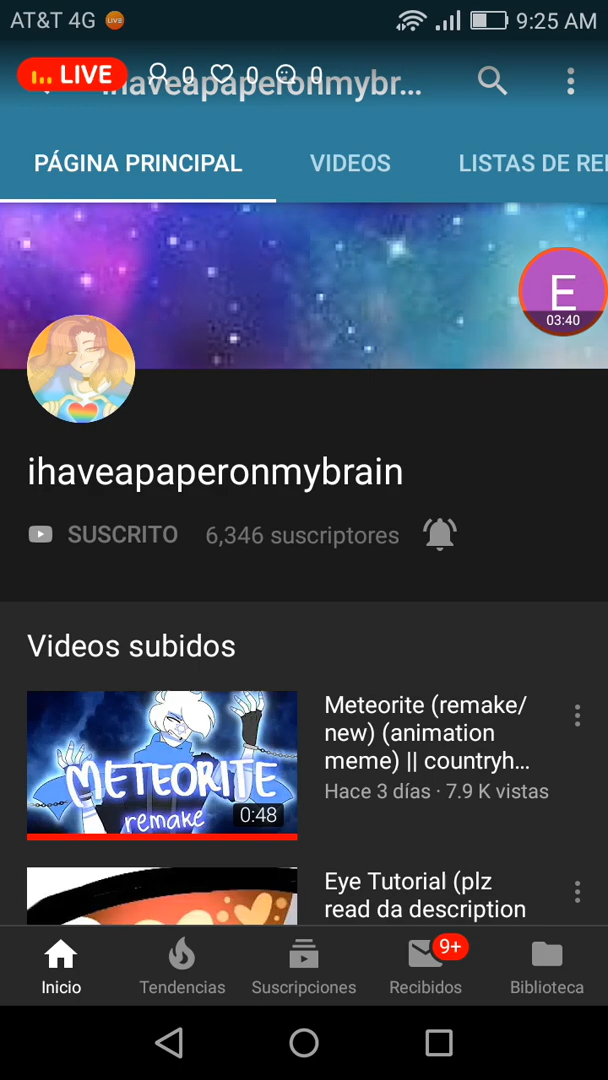 AT&T 4G LIVE 9:25 AM
LIVE 0 0 0
ihaveapaperonmybr...
PÁGINA PRINCIPAL VIDEOS LISTAS DE RE
E
03:40
ihaveapaperonmybrain
SUSCRITO 6,346 suscriptores
Videos subidos
METEORITE
remake
0:48
Meteorite (remake/
new) (animation
meme) || countryh...
Hace 3 días · 7.9 K vistas
Eye Tutorial (plz
read da description
9+
Inicio Tendencias Suscripciones Recibidos Biblioteca